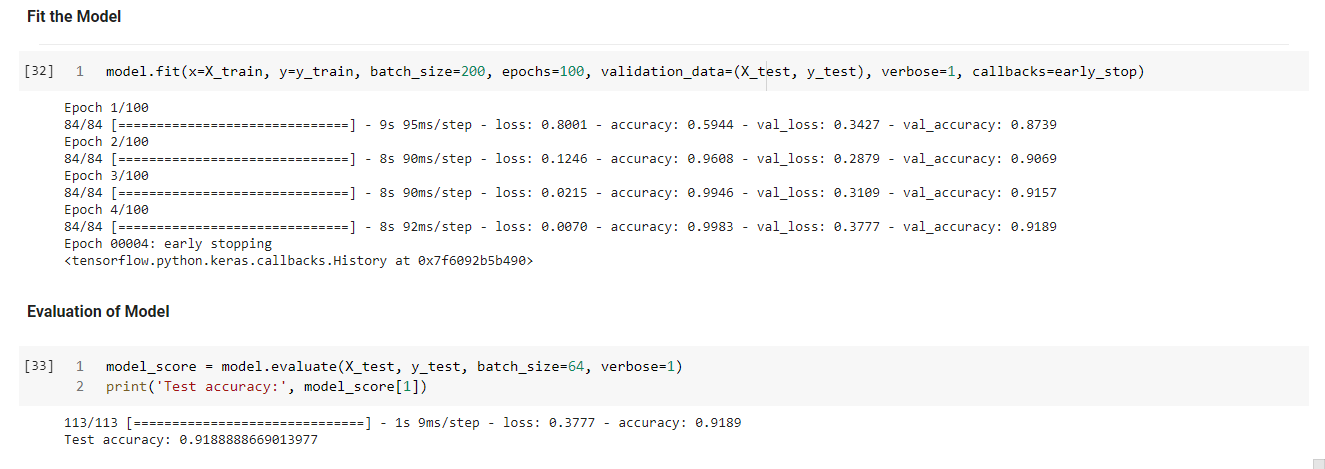 Fit the Model
[32] 1 model.fit(x=X_train, y=y_train, batch_size=200, epochs=100, validation_data=(X_test, y_test), verbose=1, callbacks=early_stop)
Epoch 1/100
84/84 [==============================] - 9s 95ms/step - loss: 0.8001 - accuracy: 0.5944 - val_loss: 0.3427 - val_accuracy: 0.8739
Epoch 2/100
84/84 [==============================] - 8s 90ms/step - loss: 0.1246 - accuracy: 0.9608 - val_loss: 0.2879 - val_accuracy: 0.9069
Epoch 3/100
84/84 [==============================] - 8s 90ms/step - loss: 0.0215 - accuracy: 0.9946 - val_loss: 0.3109 - val_accuracy: 0.9157
Epoch 4/100
84/84 [==============================] - 8s 92ms/step - loss: 0.0070 - accuracy: 0.9983 - val_loss: 0.3777 - val_accuracy: 0.9189
Epoch 00004: early stopping
<tensorflow.python.keras.callbacks.History at 0x7f6092b5b490>
Evaluation of Model
[33] 1 model_score = model.evaluate(X_test, y_test, batch_size=64, verbose=1)
2 print('Test accuracy:', model_score[1])
113/113 [==============================] - 1s 9ms/step - loss: 0.3777 - accuracy: 0.9189
Test accuracy: 0.9188888669013977